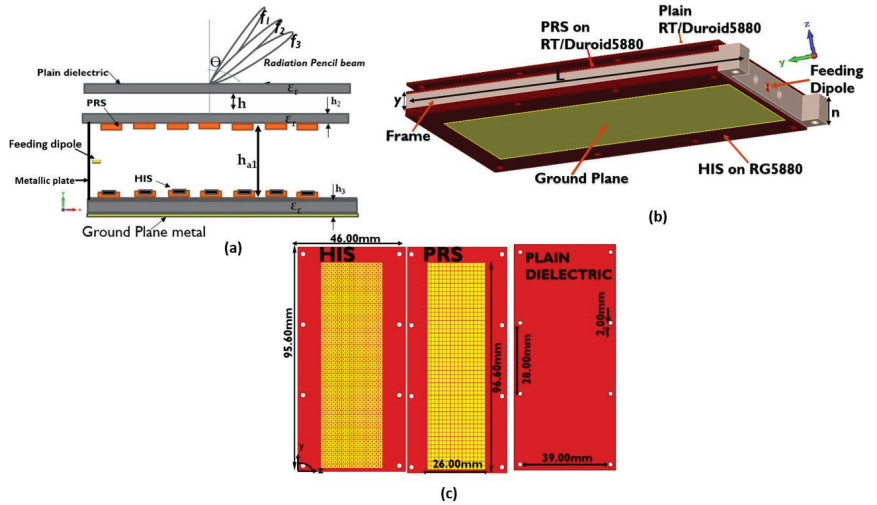 f1
f2
f3
Θ
Radiation Pencil beam
Plain dielectric
εr
h
PRS
h2
εr
Feeding dipole
ha1
Metallic plate
HIS
h3
εr
Y
x
Ground Plane metal
(a)
PRS on
RT/Duroid5880
Plain
RT/Duroid5880
z
Y
x
L
Feeding
Dipole
y
n
Frame
Ground Plane
HIS on RG5880
(b)
46.00mm
HIS
PRS
PLAIN
DIELECTRIC
95.60mm
96.60mm
2.00mm
28.00mm
y
z
26.00mm
39.00mm
(c)